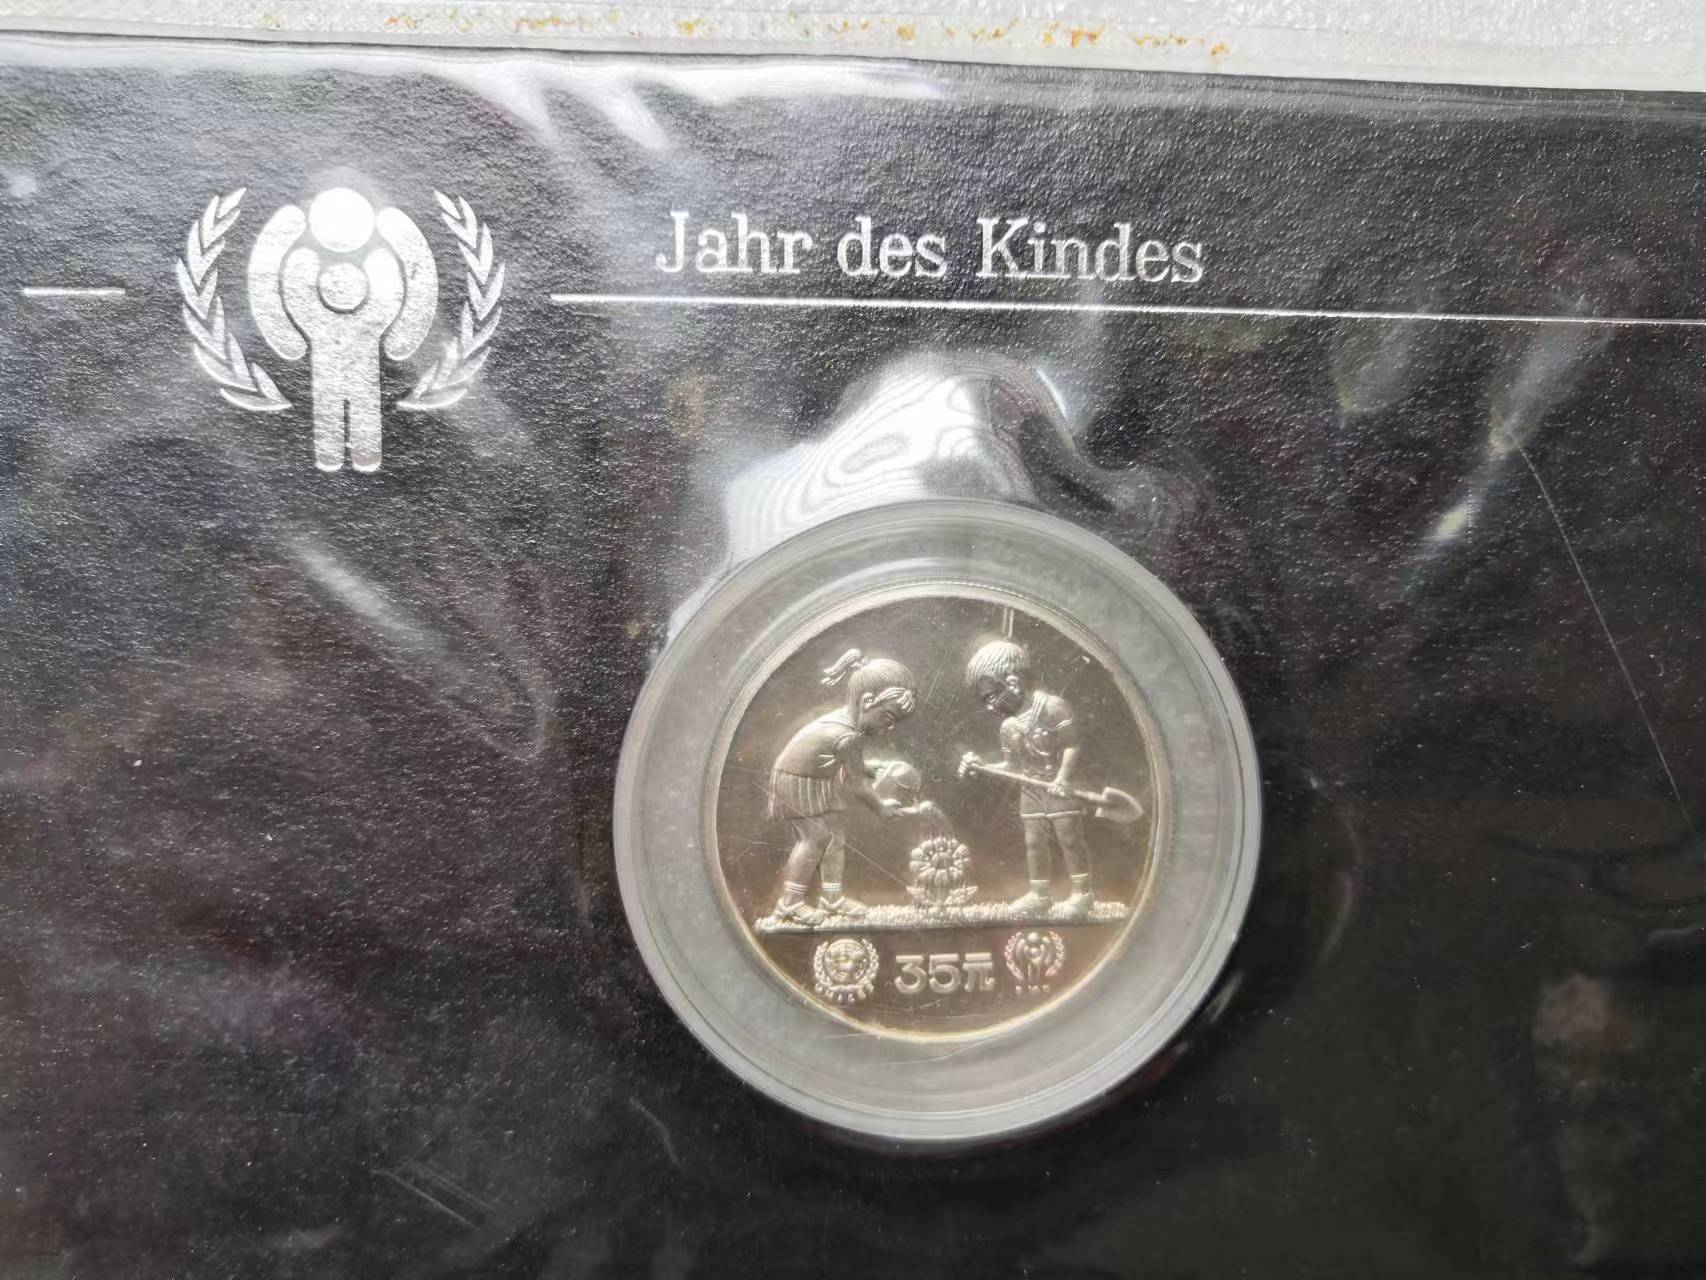 Jahr des Kindes
35元